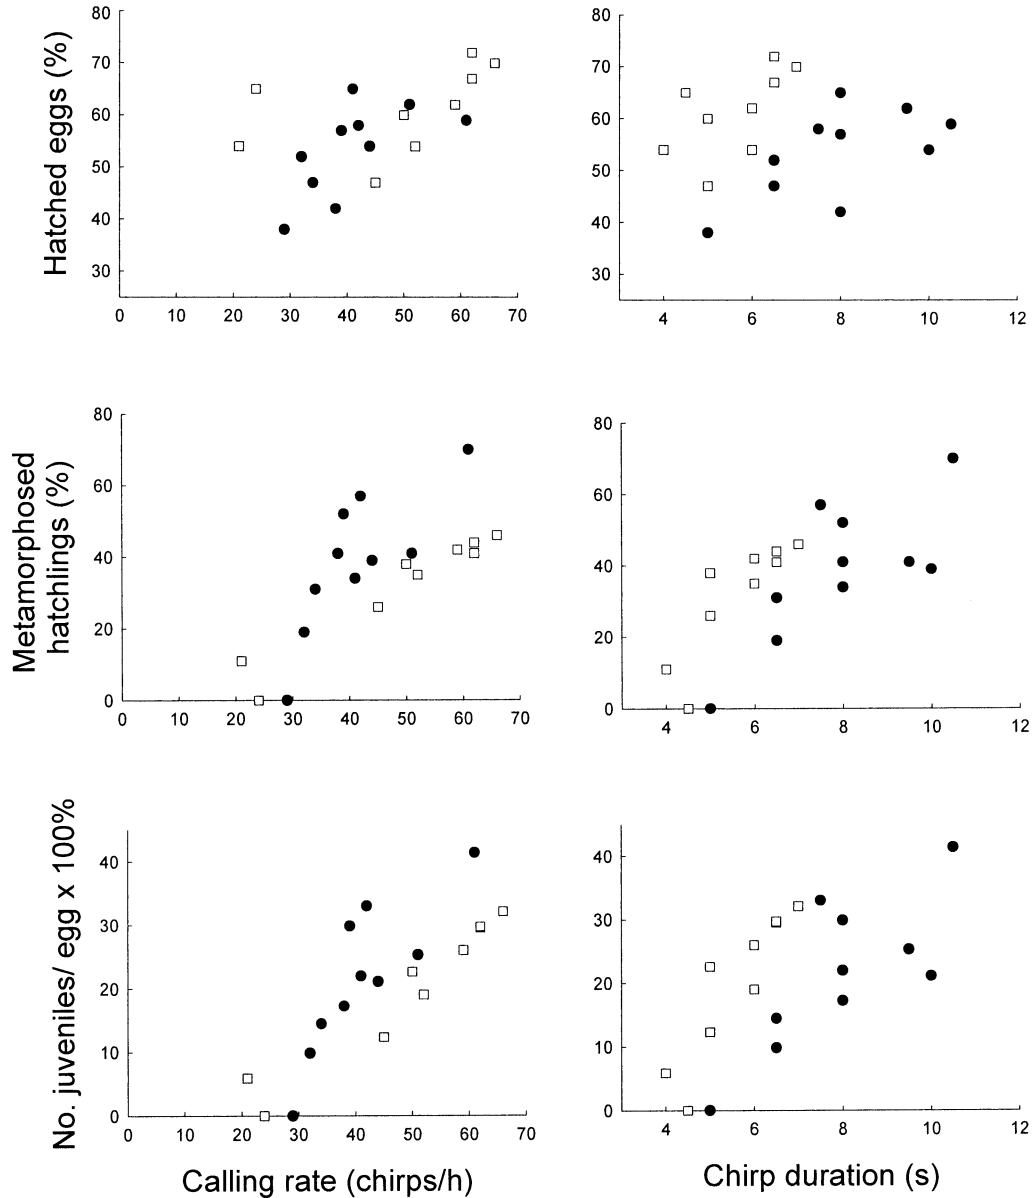 Hatched eggs (%)
80
70
60
50
40
30
0 10 20 30 40 50 60 70
80
70
60
50
40
30
4 6 8 10 12
Metamorphosed
hatchlings (%)
80
60
40
20
0
0 10 20 30 40 50 60 70
80
60
40
20
0
4 6 8 10 12
No. juveniles/ egg x 100%
40
30
20
10
0
0 10 20 30 40 50 60 70
Calling rate (chirps/h)
40
30
20
10
0
4 6 8 10 12
Chirp duration (s)